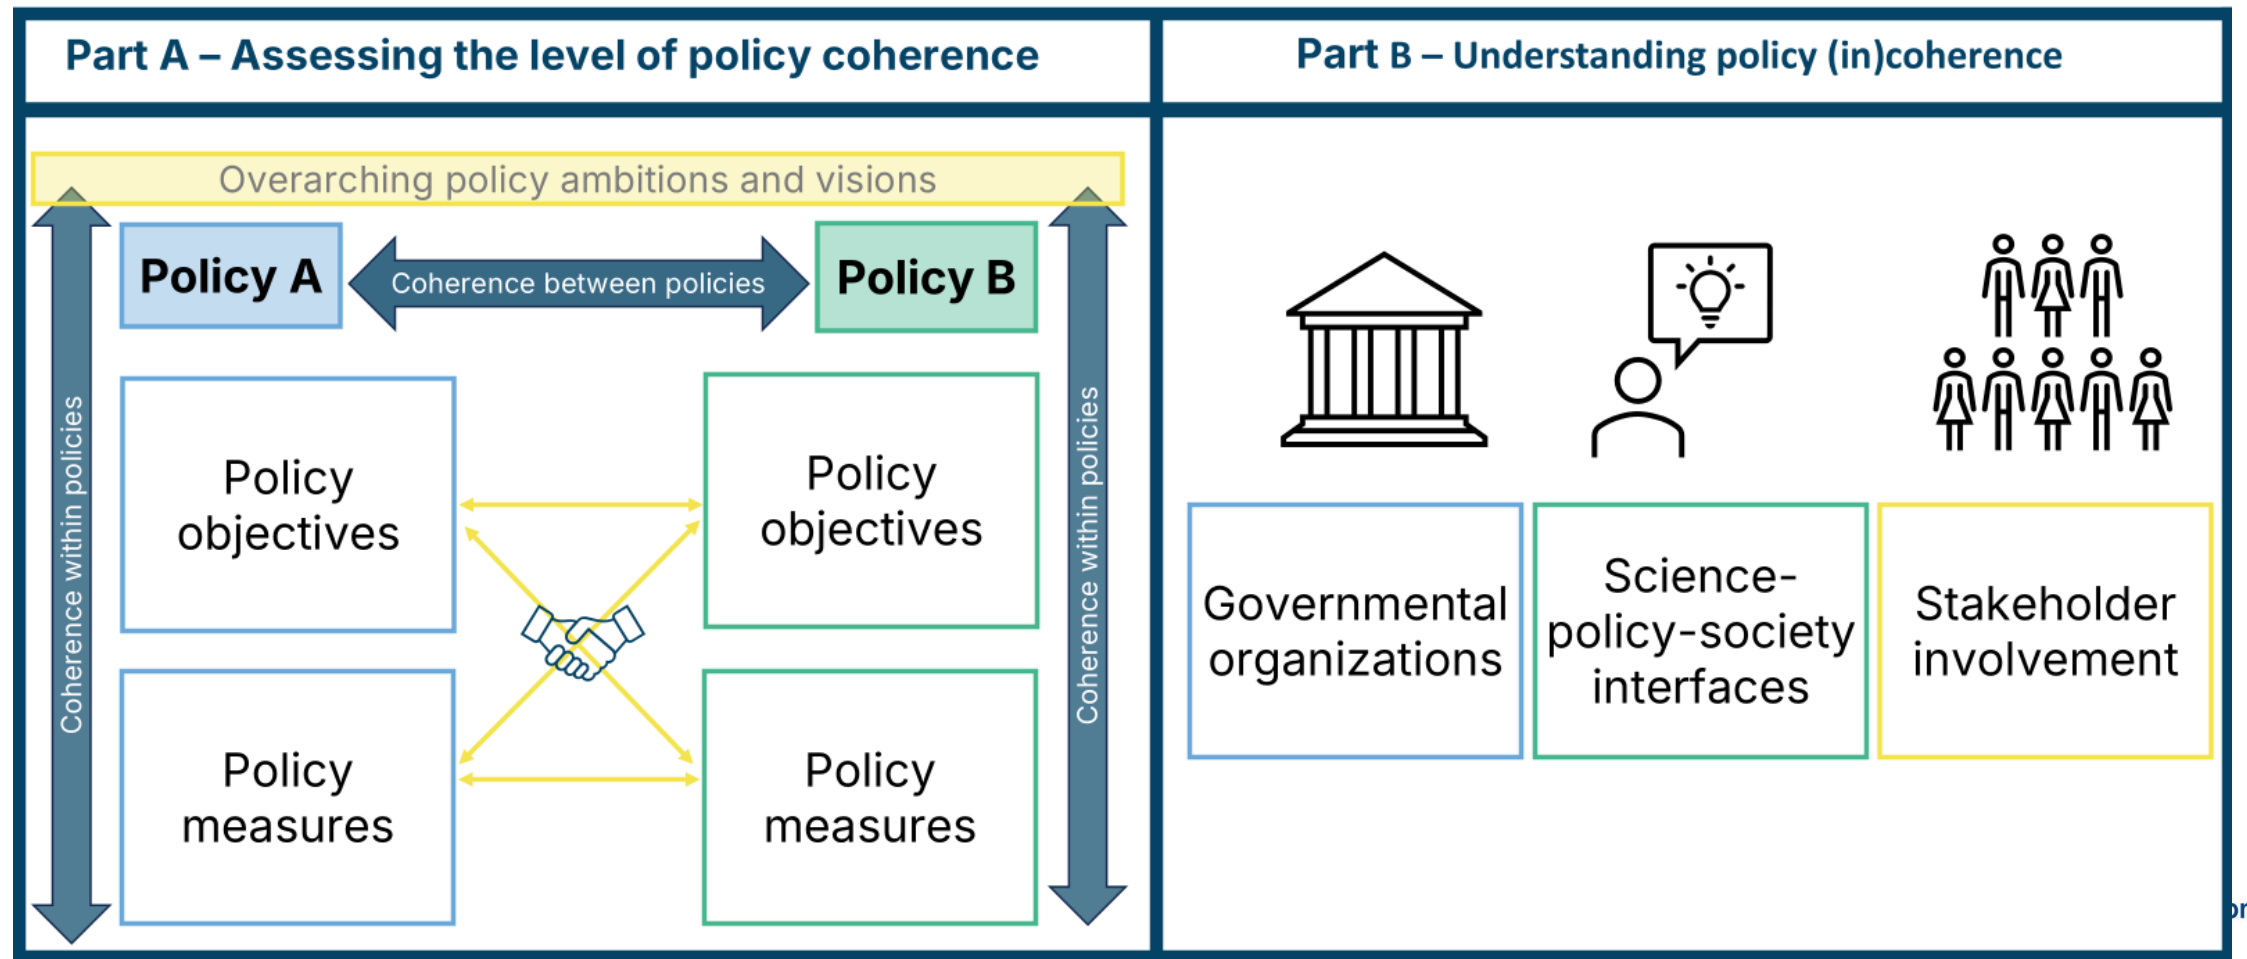 Part A – Assessing the level of policy coherence
Part B – Understanding policy (in)coherence
Overarching policy ambitions and visions
Policy A
Coherence between policies
Policy B
Coherence within policies
Policy
objectives
Policy
objectives
Coherence within policies
Policy
measures
Policy
measures
Governmental
organizations
Science-
policy-society
interfaces
Stakeholder
involvement